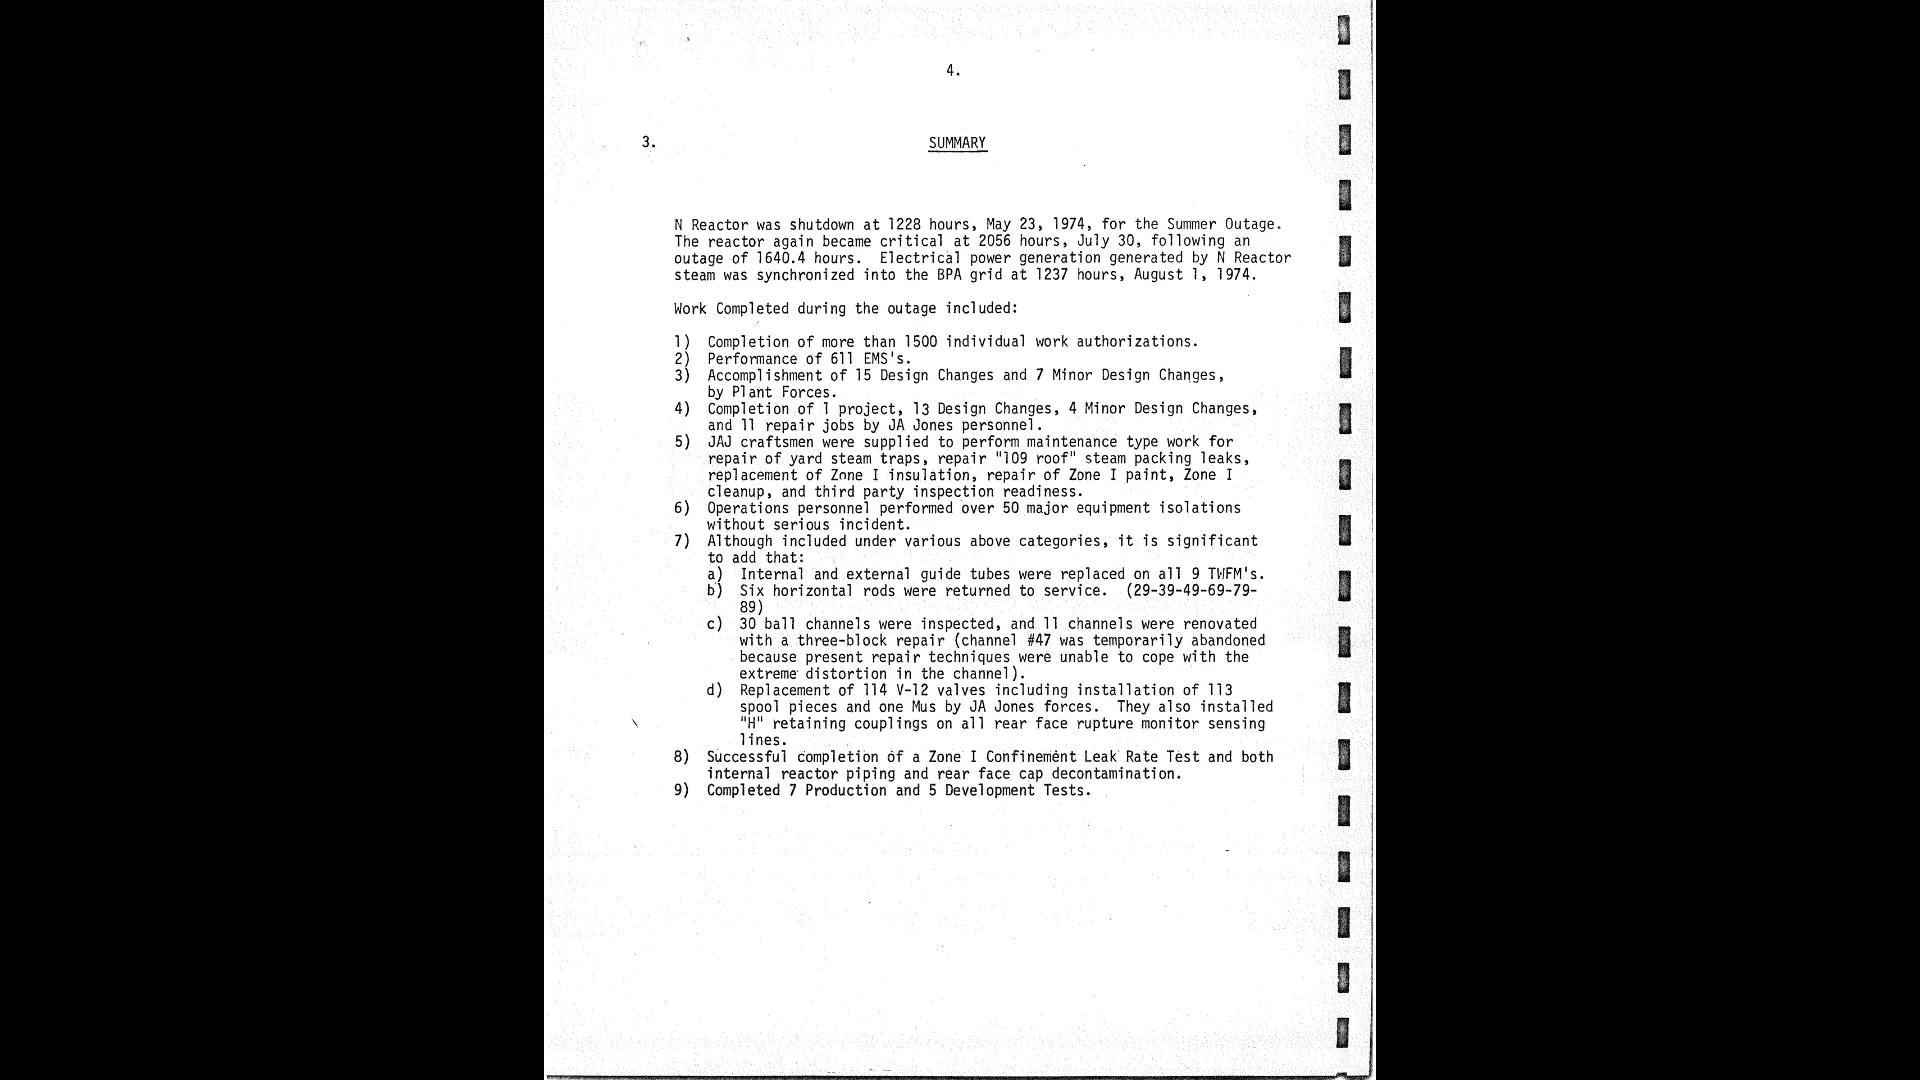 4.
3. SUMMARY
N Reactor was shutdown at 1228 hours, May 23, 1974, for the Summer Outage.
The reactor again became critical at 2056 hours, July 30, following an
outage of 1640.4 hours. Electrical power generation generated by N Reactor
steam was synchronized into the BPA grid at 1237 hours, August 1, 1974.
Work Completed during the outage included:
1) Completion of more than 1500 individual work authorizations.
2) Performance of 611 EMS's.
3) Accomplishment of 15 Design Changes and 7 Minor Design Changes,
by Plant Forces.
4) Completion of 1 project, 13 Design Changes, 4 Minor Design Changes,
and 11 repair jobs by JA Jones personnel.
5) JAJ craftsmen were supplied to perform maintenance type work for
repair of yard steam traps, repair "109 roof" steam packing leaks,
replacement of Zone I insulation, repair of Zone I paint, Zone I
cleanup, and third party inspection readiness.
6) Operations personnel performed over 50 major equipment isolations
without serious incident.
7) Although included under various above categories, it is significant
to add that:
a) Internal and external guide tubes were replaced on all 9 TWFM's.
b) Six horizontal rods were returned to service. (29-39-49-69-79-
89)
c) 30 ball channels were inspected, and 11 channels were renovated
with a three-block repair (channel #47 was temporarily abandoned
because present repair techniques were unable to cope with the
extreme distortion in the channel).
d) Replacement of 114 V-12 valves including installation of 113
spool pieces and one Mus by JA Jones forces. They also installed
"H" retaining couplings on all rear face rupture monitor sensing
lines.
8) Successful completion of a Zone I Confinement Leak Rate Test and both
internal reactor piping and rear face cap decontamination.
9) Completed 7 Production and 5 Development Tests.